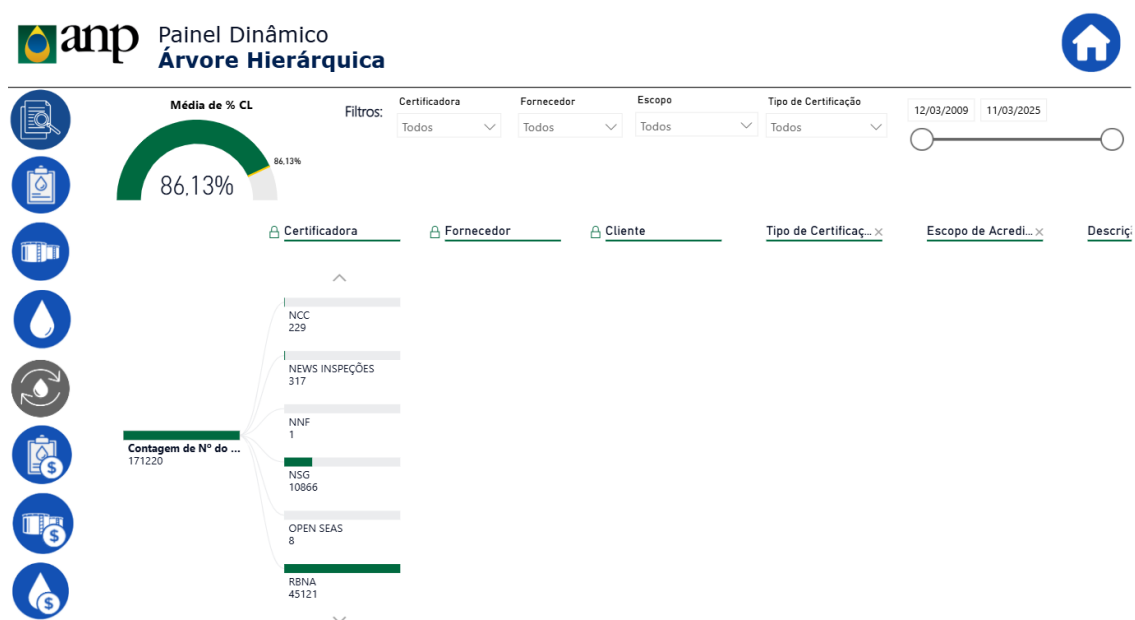 anp
Painel Dinâmico
Árvore Hierárquica
Média de % CL
86,13%
86,13%
Filtros:
Certificadora
Todos
Fornecedor
Todos
Escopo
Todos
Tipo de Certificação
Todos
12/03/2009
11/03/2025
Certificadora
Fornecedor
Cliente
Tipo de Certificaç...
Escopo de Acredi...
Descriç
Contagem de Nº do ...
171220
NCC
229
NEWS INSPEÇÕES
317
NNF
1
NSG
10866
OPEN SEAS
8
RBNA
45121
$
$
$